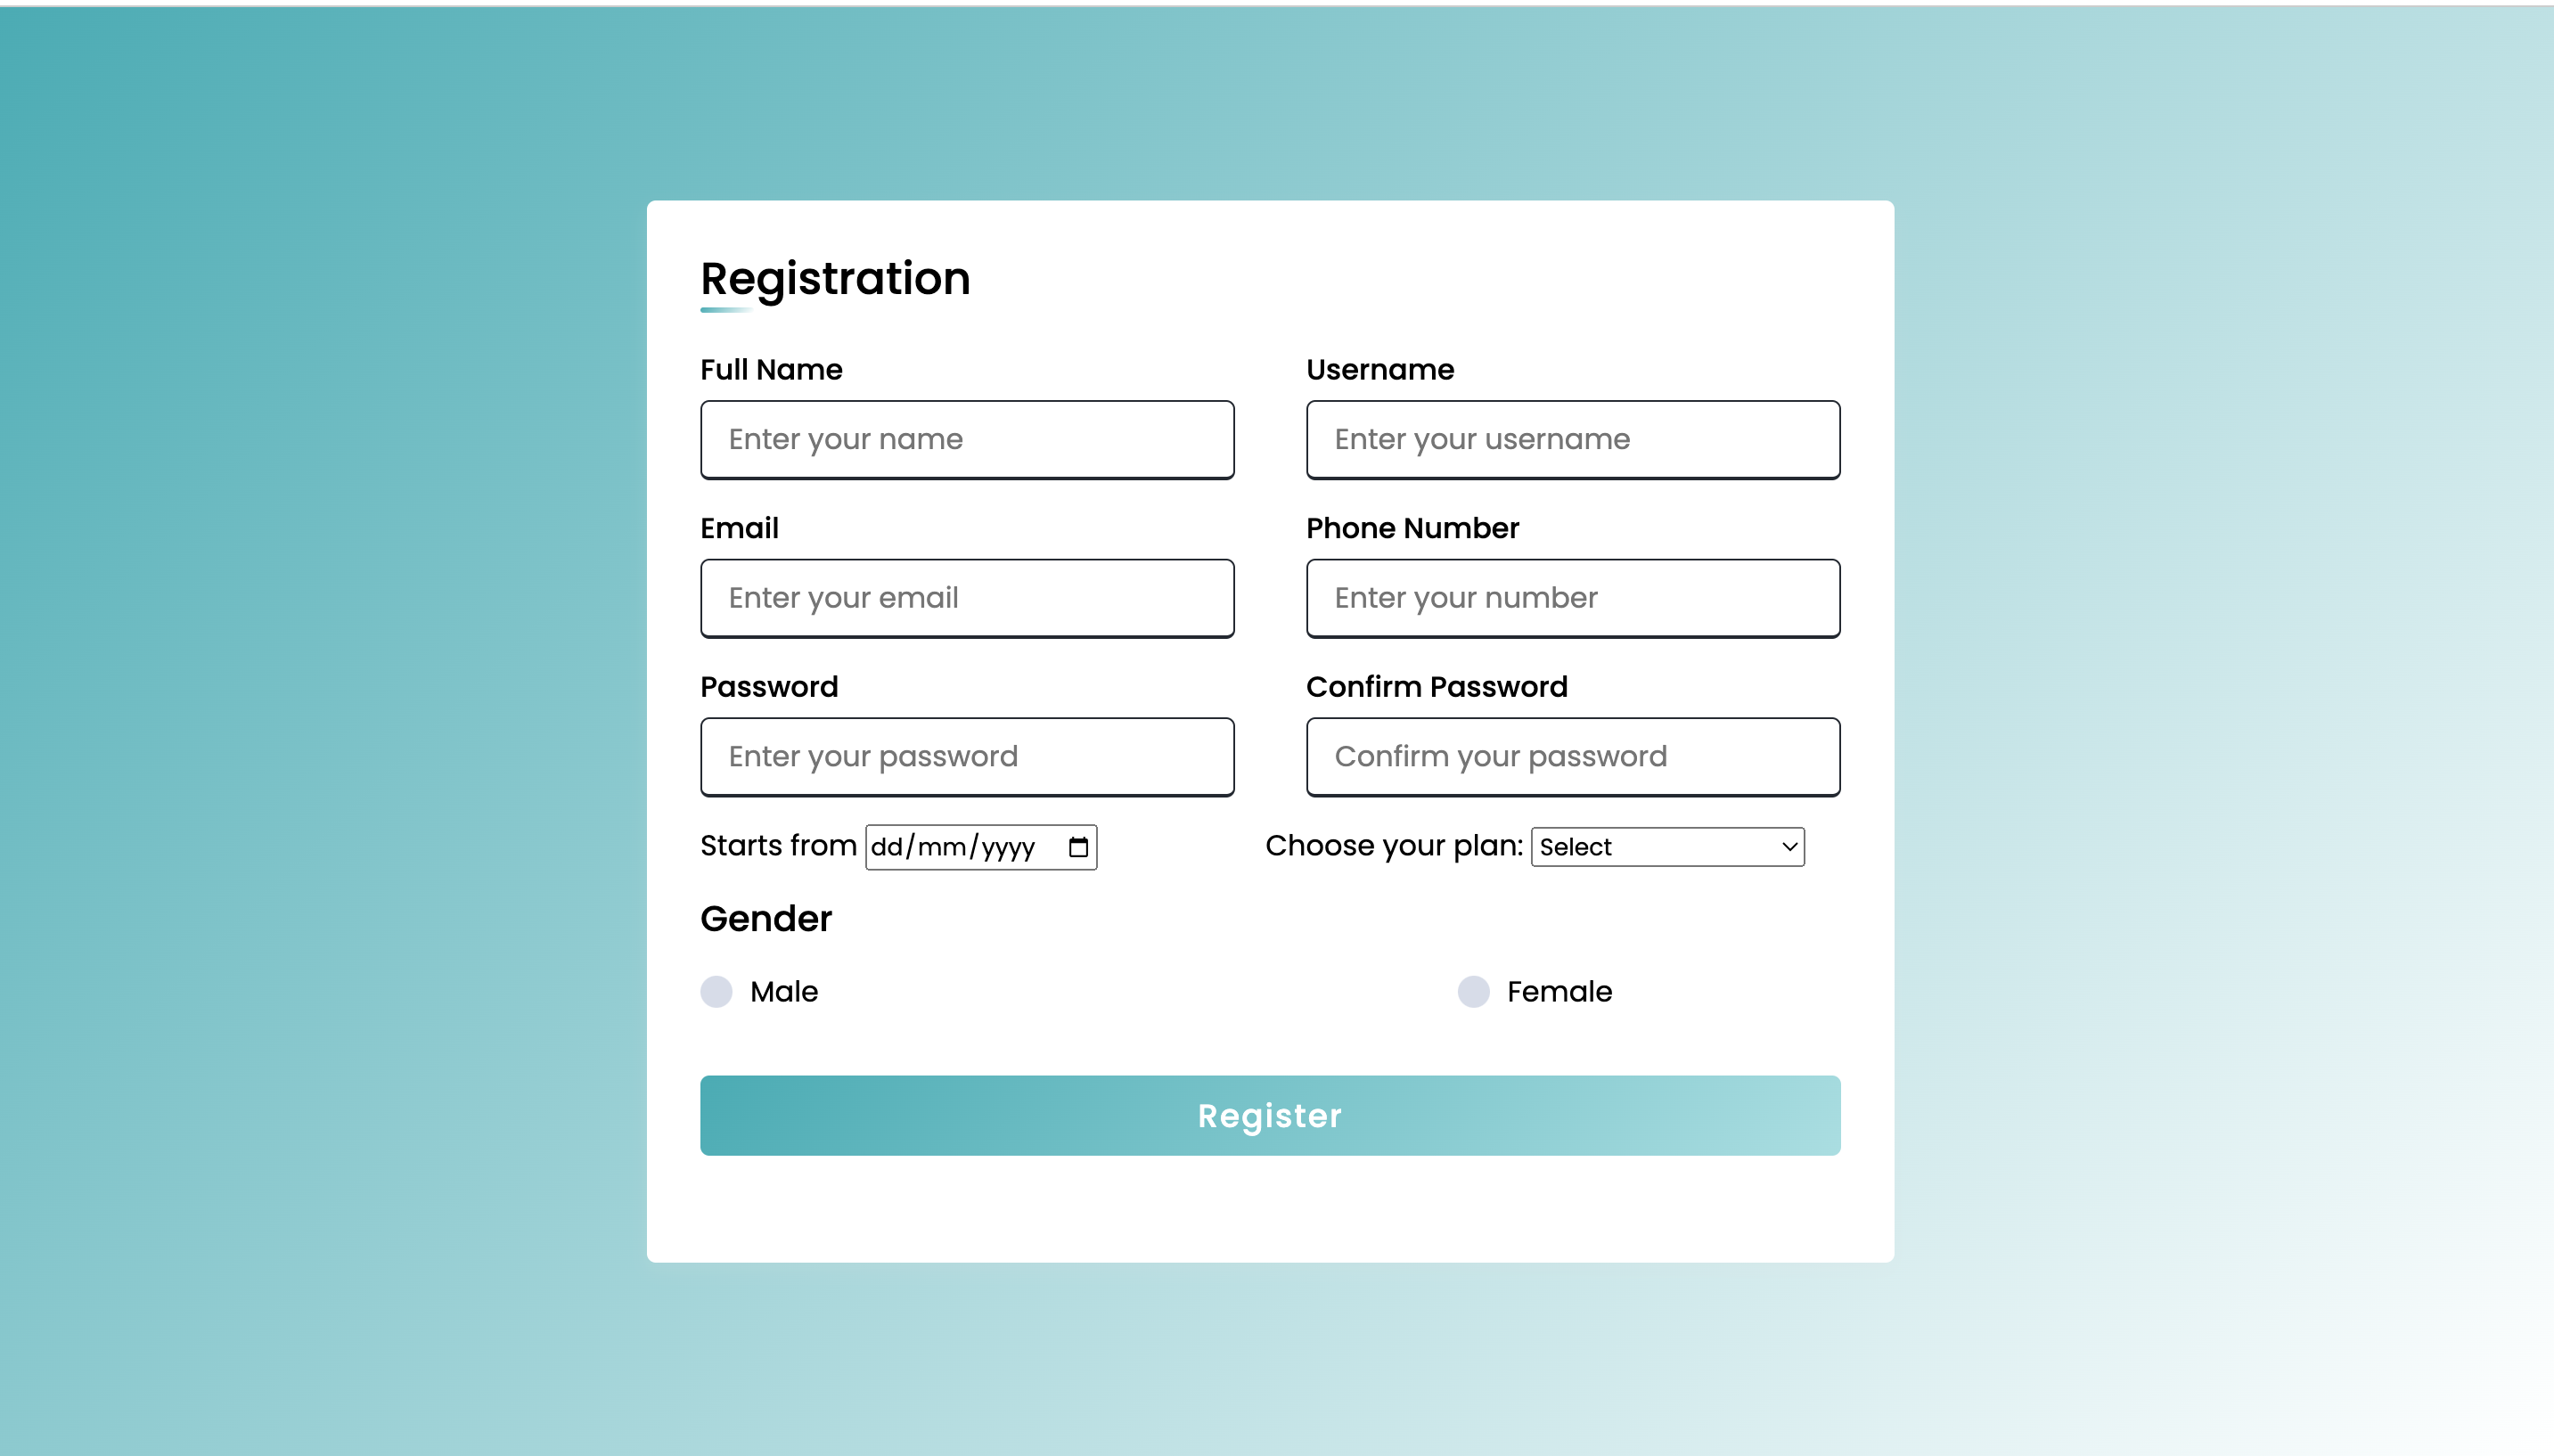 Registration
Full Name Username
Enter your name Enter your username
Email Phone Number
Enter your email Enter your number
Password Confirm Password
Enter your password Confirm your password
Starts from dd/mm/yyyy Choose your plan: Select
Gender
Male Female
Register